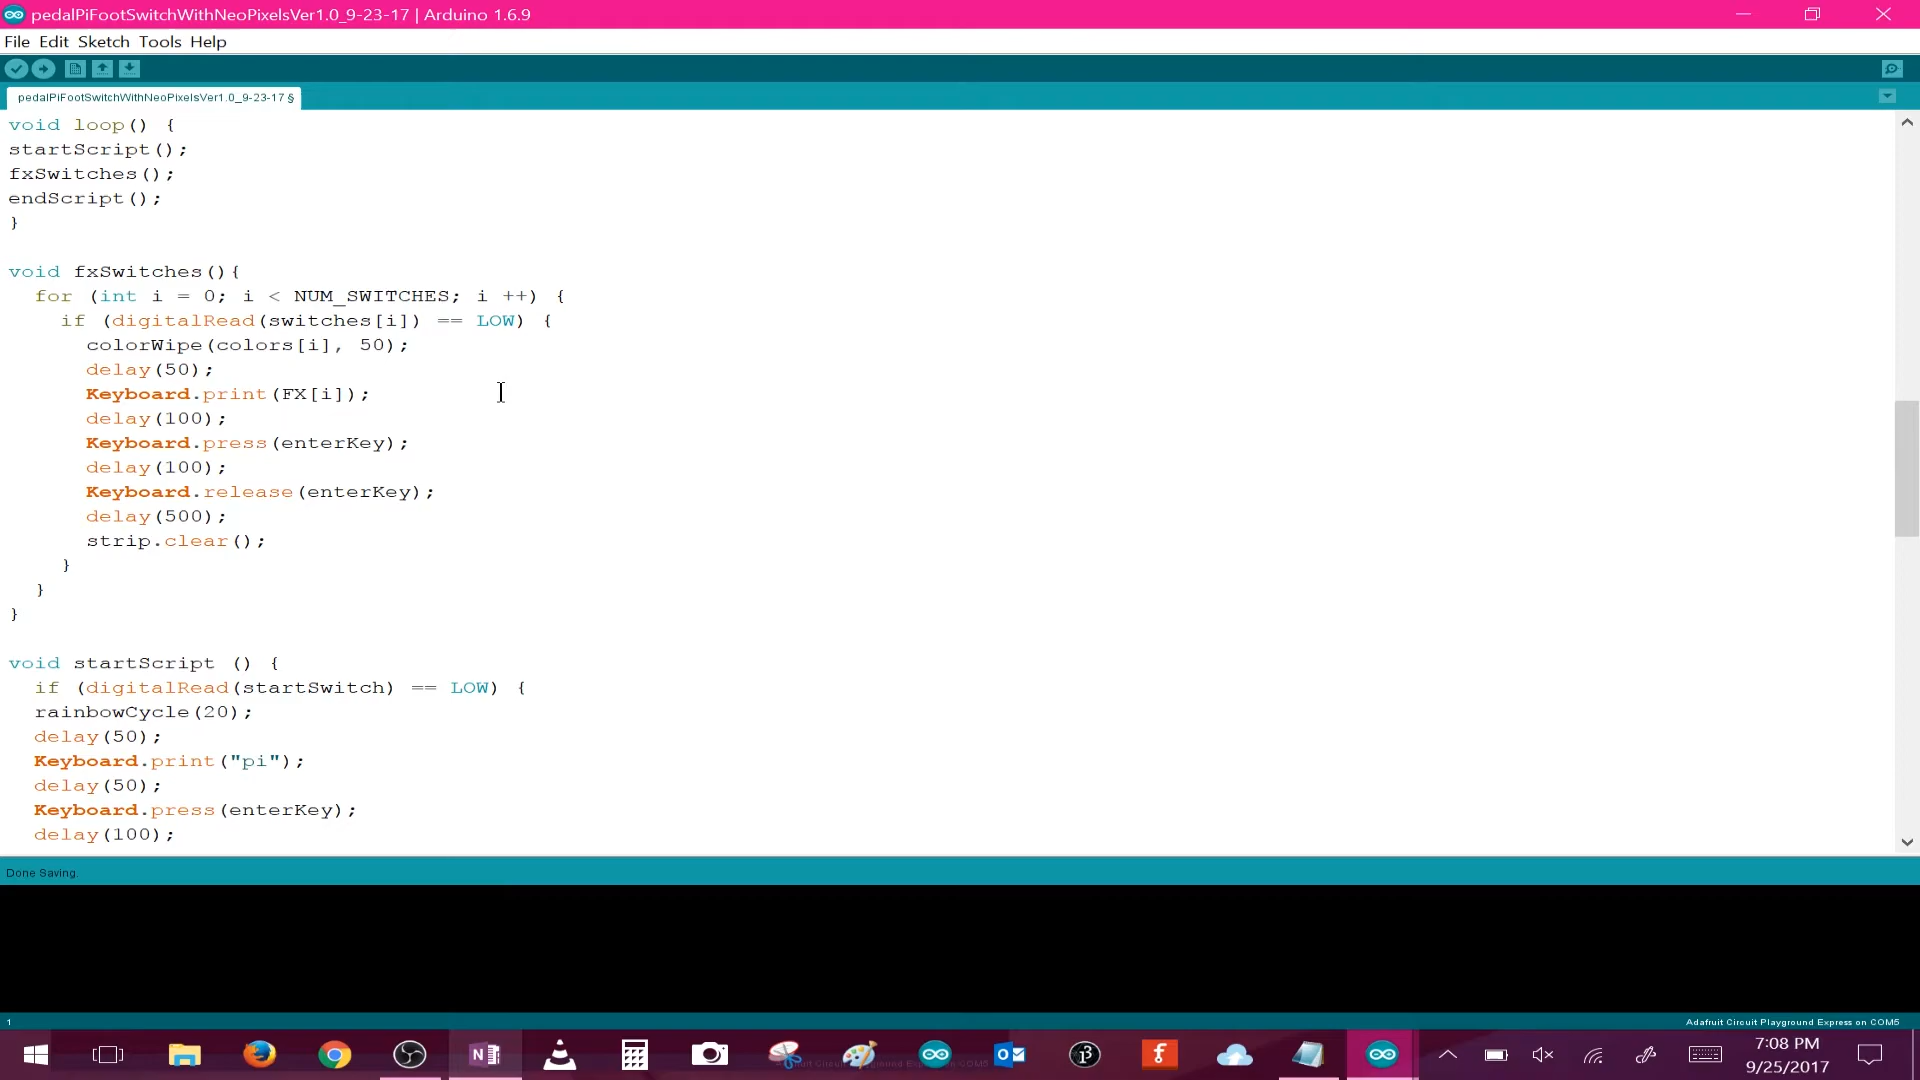 pedalPiFootSwitchWithNeoPixelsVer1.0_9-23-17 | Arduino 1.6.9
File Edit Sketch Tools Help
pedalPiFootSwitchWithNeoPixelsVer1.0_9-23-17 §
void loop() {
startScript();
fxSwitches();
endScript();
}
void fxSwitches(){
for (int i = 0; i < NUM_SWITCHES; i ++) {
if (digitalRead(switches[i]) == LOW) {
colorWipe(colors[i], 50);
delay(50);
Keyboard.print(FX[i]);
delay(100);
Keyboard.press(enterKey);
delay(100);
Keyboard.release(enterKey);
delay(500);
strip.clear();
}
}
}
void startScript () {
if (digitalRead(startSwitch) == LOW) {
rainbowCycle(20);
delay(50);
Keyboard.print("pi");
delay(50);
Keyboard.press(enterKey);
delay(100);
Done Saving.
1
Adafruit Circuit Playground Express on COM5
7:08 PM
9/25/2017